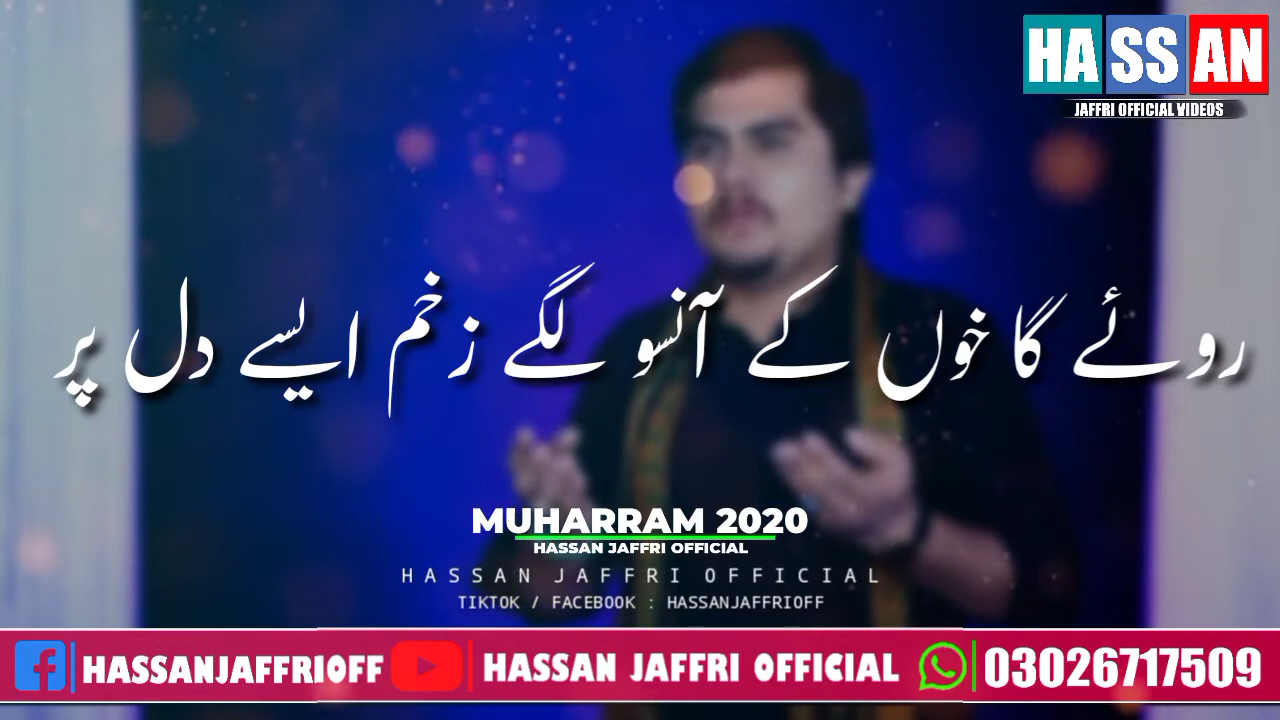 HASSAN
JAFFRI OFFICIAL VIDEOS
روئے گا خوں کے آنسو لگے زخم ایسے دل پر
MUHARRAM 2020
HASSAN JAFFRI OFFICIAL
HASSAN JAFFRI OFFICIAL
TIKTOK / FACEBOOK : HASSANJAFFRIOFF
HASSANJAFFRIOFF HASSAN JAFFRI OFFICIAL 03026717509